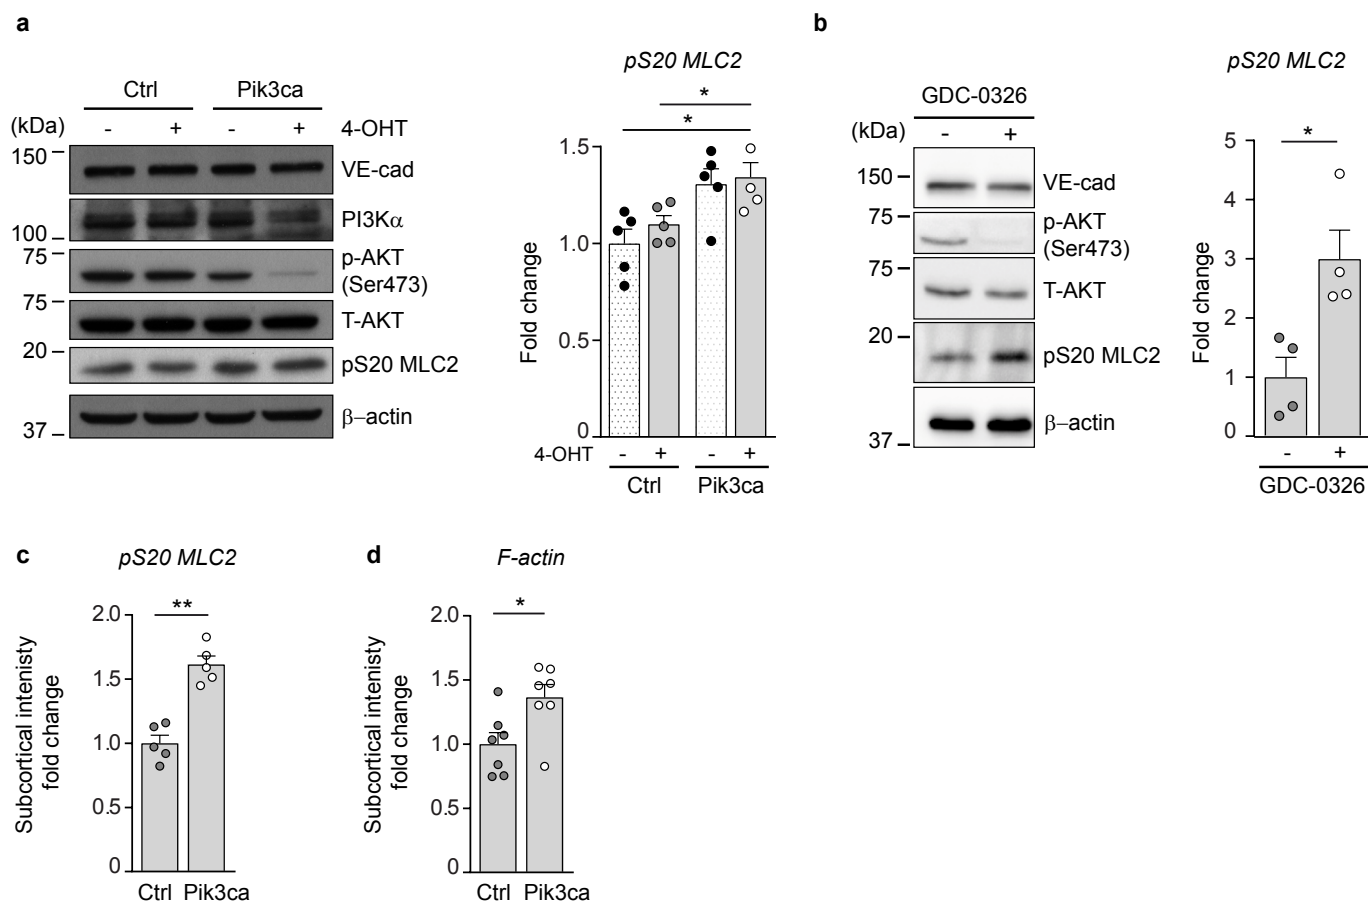 a
pS20 MLC2
Ctrl Pik3ca
(kDa) - + - + 4-OHT
150 VE-cad
PI3Kα
100
75 p-AKT
(Ser473)
75 T-AKT
20 pS20 MLC2
β–actin
37
* 
*
Fold change
1.5
1.0
0.5
0
4-OHT - + - +
Ctrl Pik3ca
b
GDC-0326
(kDa) - +
150 VE-cad
75 p-AKT
(Ser473)
75 T-AKT
20 pS20 MLC2
β–actin
37
pS20 MLC2
*
Fold change
5
4
3
2
1
0
- +
GDC-0326
c
pS20 MLC2
**
Subcortical intenisty
fold change
2.0
1.5
1.0
0.5
0
Ctrl Pik3ca
d
F-actin
*
Subcortical intenisty
fold change
2.0
1.5
1.0
0.5
0
Ctrl Pik3ca